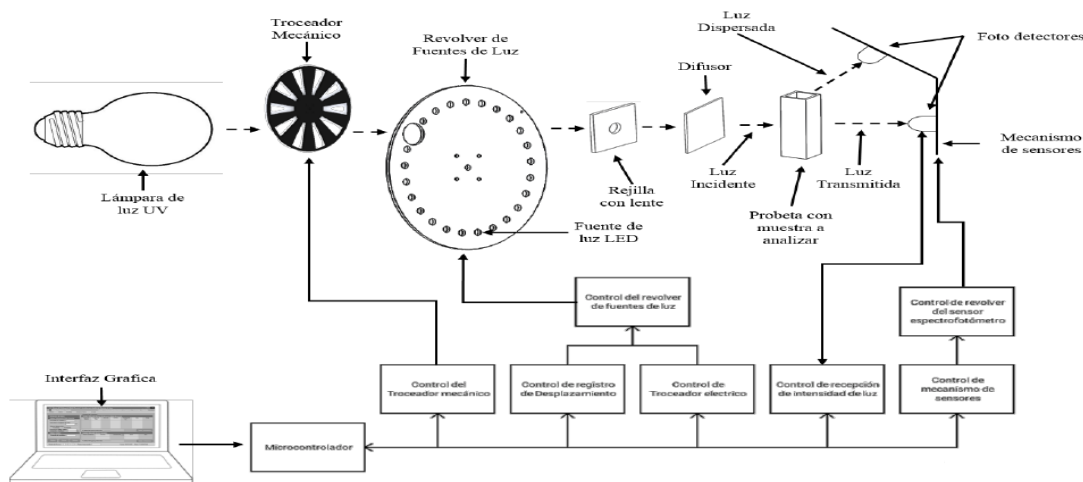 Troceador
Mecánico
Revolver de
Fuentes de Luz
Luz
Dispersada
Foto detectores
Difusor
Mecanismo
de sensores
Lámpara de
luz UV
Rejilla
con lente
Luz
Incidente
Luz
Transmitida
Fuente de
luz LED
Probeta con
muestra a
analizar
Control del revolver
de fuentes de luz
Control de revolver
del sensor
espectrofotómetro
Interfaz Grafica
Control del
Troceador mecánico
Control de registro
de Desplazamiento
Control de
Troceador electrico
Control de recepción
de intensidad de luz
Control de
mecanismo de
sensores
Microcontrolador